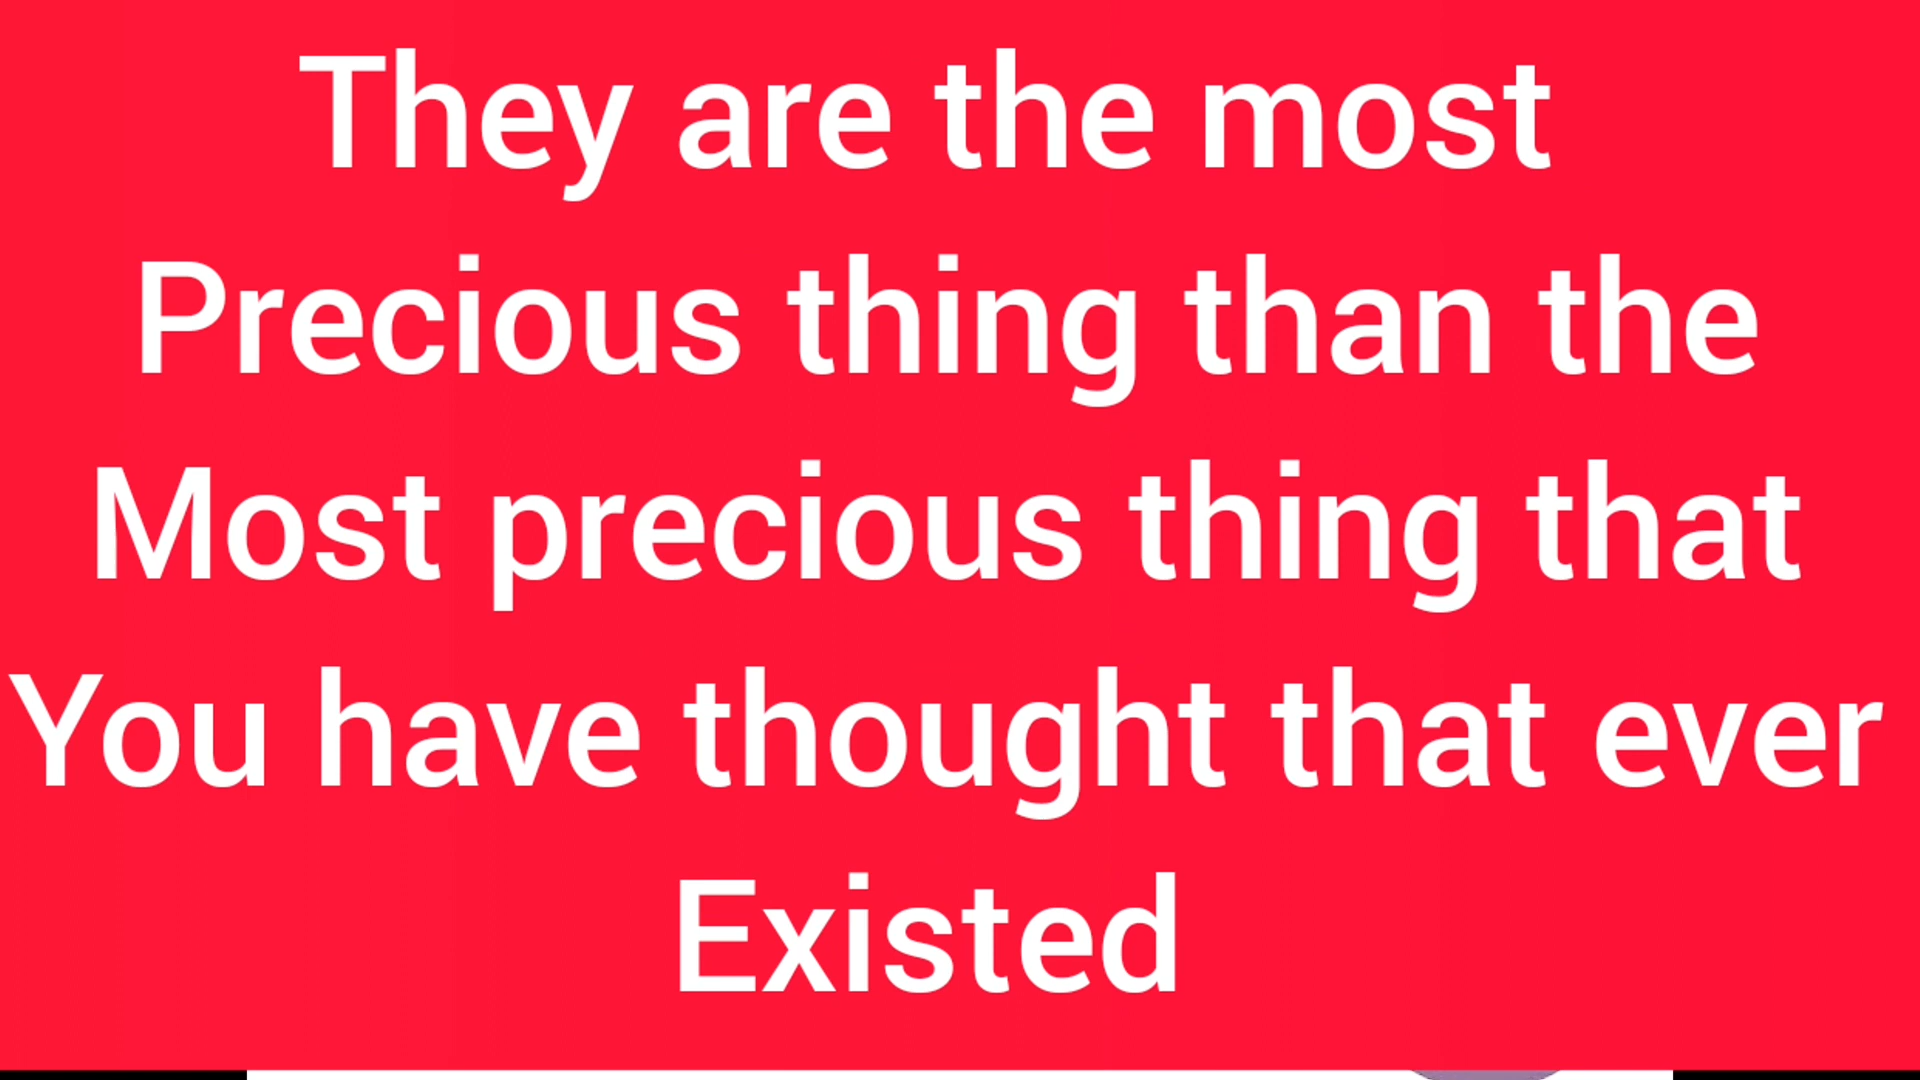 They are the most
Precious thing than the
Most precious thing that
You have thought that ever
Existed